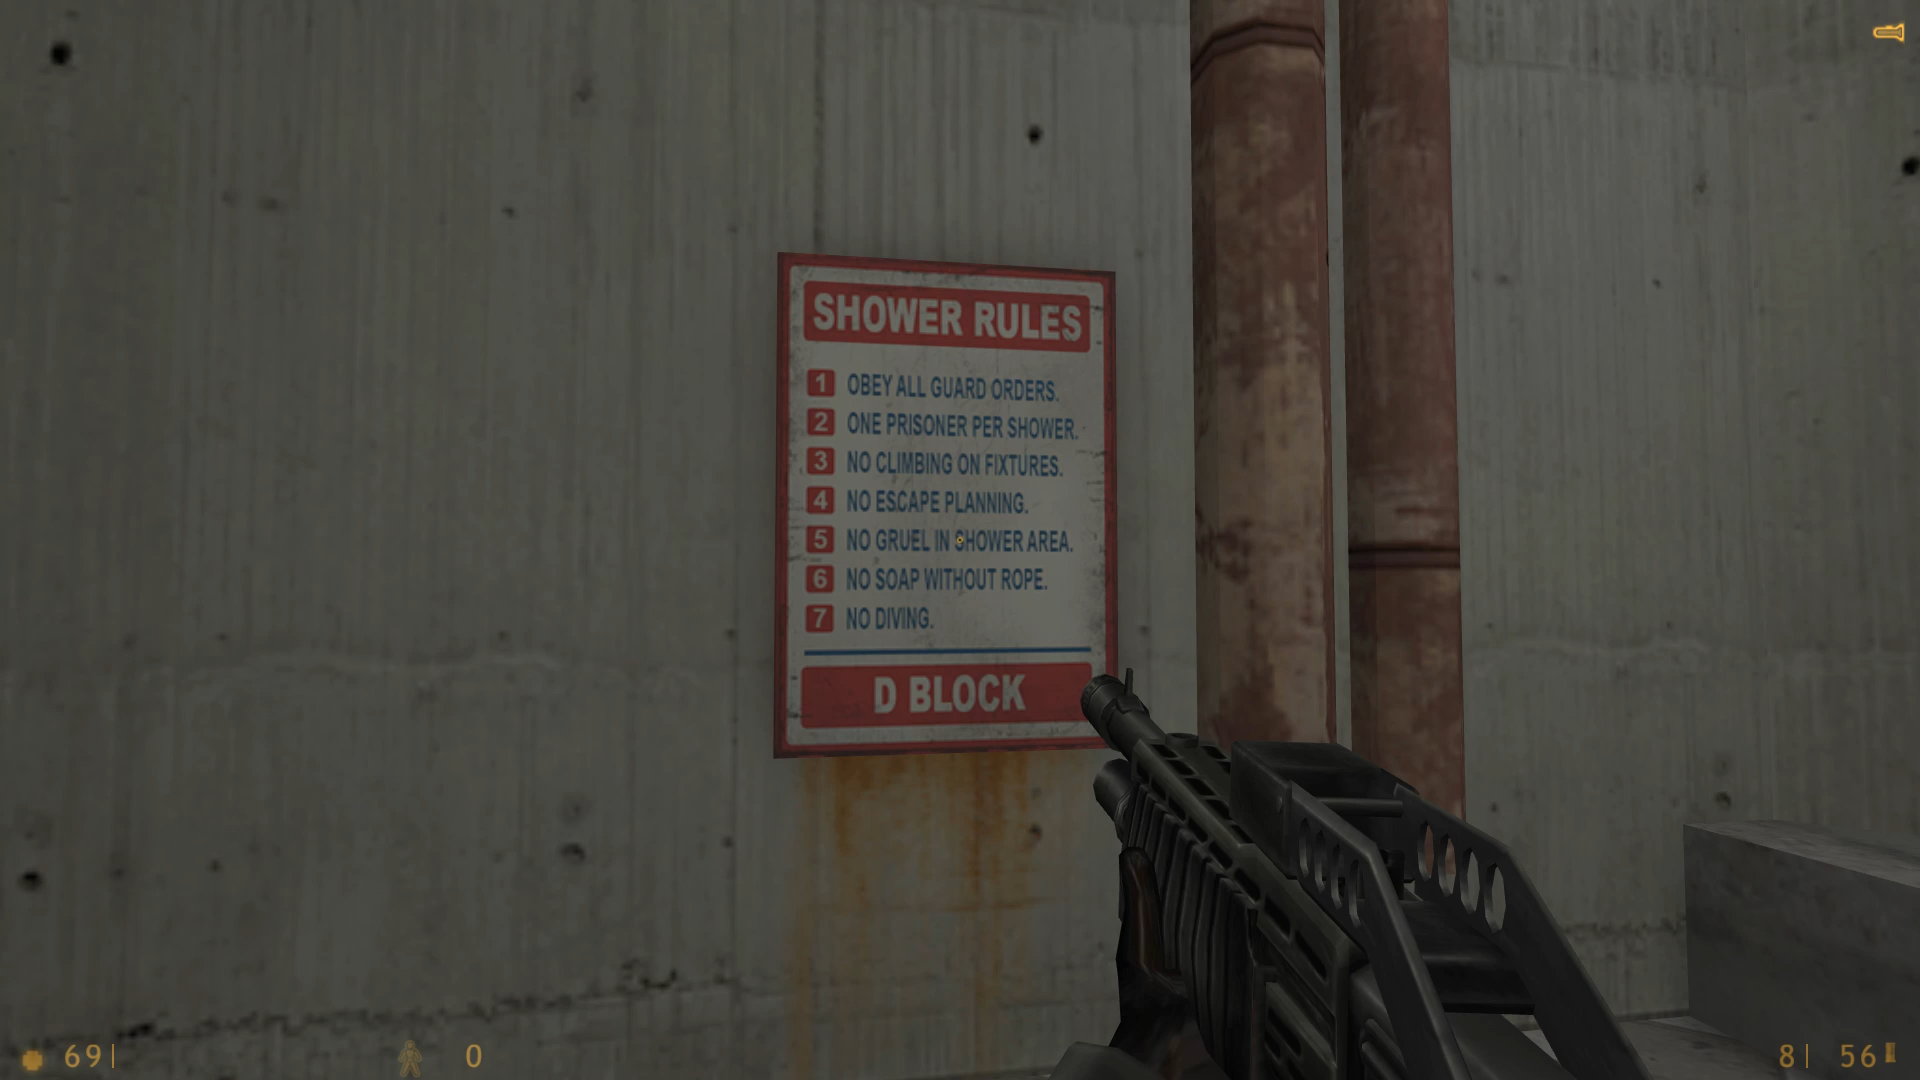 SHOWER RULES
1 OBEY ALL GUARD ORDERS.
2 ONE PRISONER PER SHOWER.
3 NO CLIMBING ON FIXTURES.
4 NO ESCAPE PLANNING.
5 NO GRUEL IN SHOWER AREA.
6 NO SOAP WITHOUT ROPE.
7 NO DIVING.
D BLOCK
69| 0 8| 56